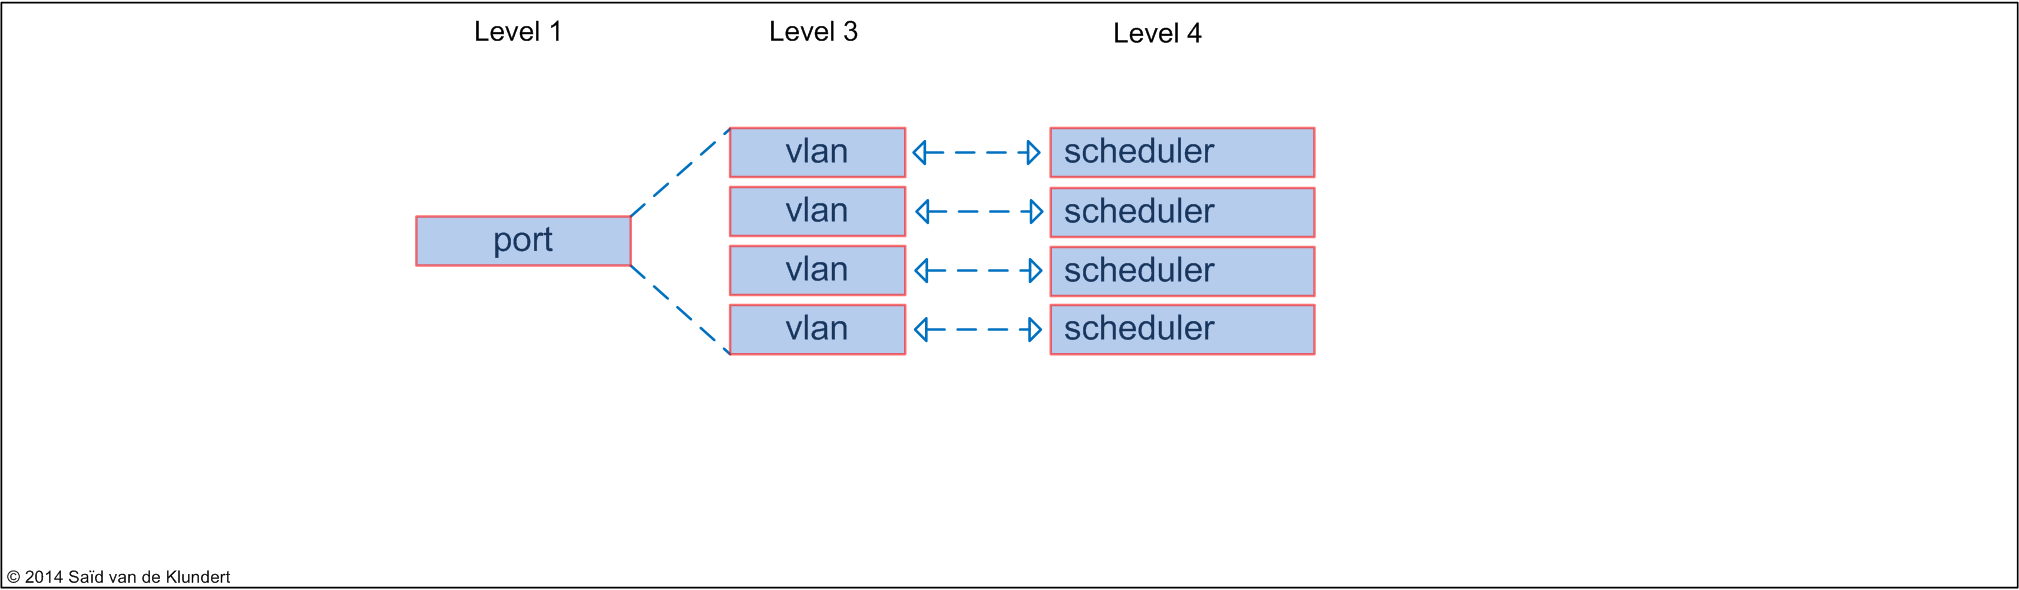 Level 1
Level 3
Level 4
port
vlan
scheduler
vlan
scheduler
vlan
scheduler
vlan
scheduler
© 2014 Saïd van de Klundert